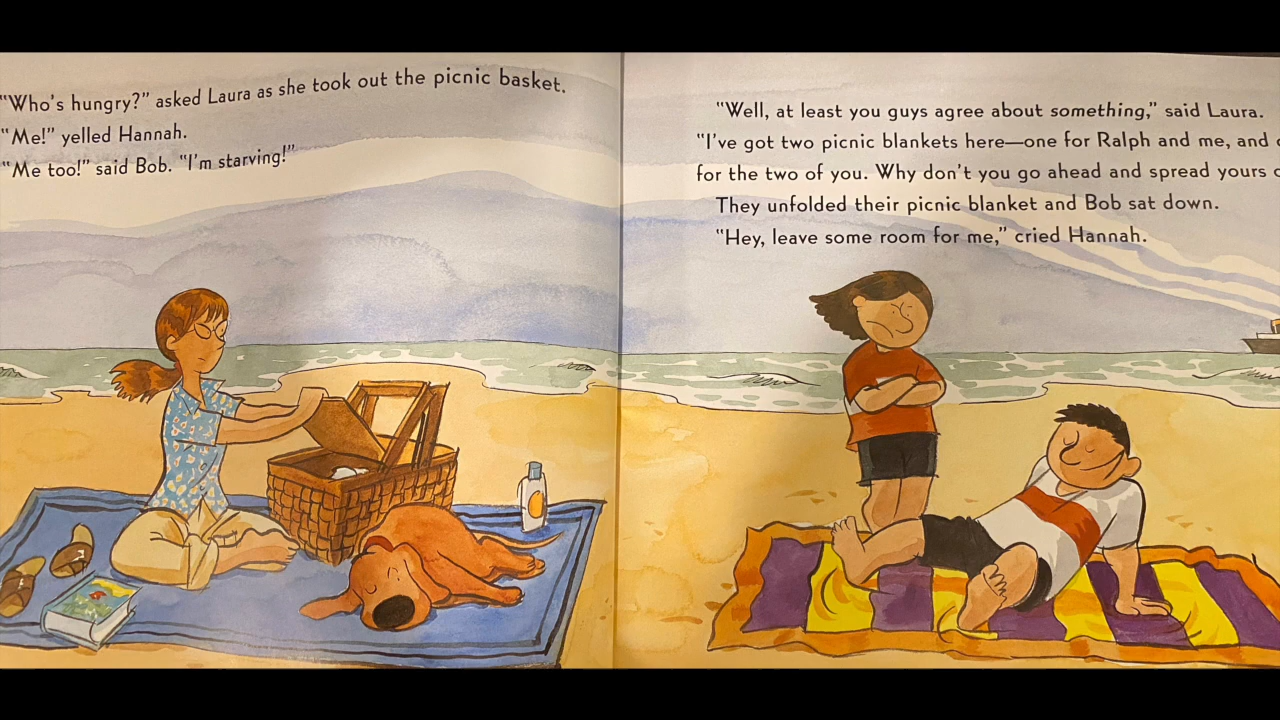 "Who's hungry?" asked Laura as she took out the picnic basket.
"Me!" yelled Hannah.
"Me too!" said Bob. "I'm starving!"
"Well, at least you guys agree about something," said Laura.
"I've got two picnic blankets here—one for Ralph and me, and
for the two of you. Why don't you go ahead and spread yours
They unfolded their picnic blanket and Bob sat down.
"Hey, leave some room for me," cried Hannah.